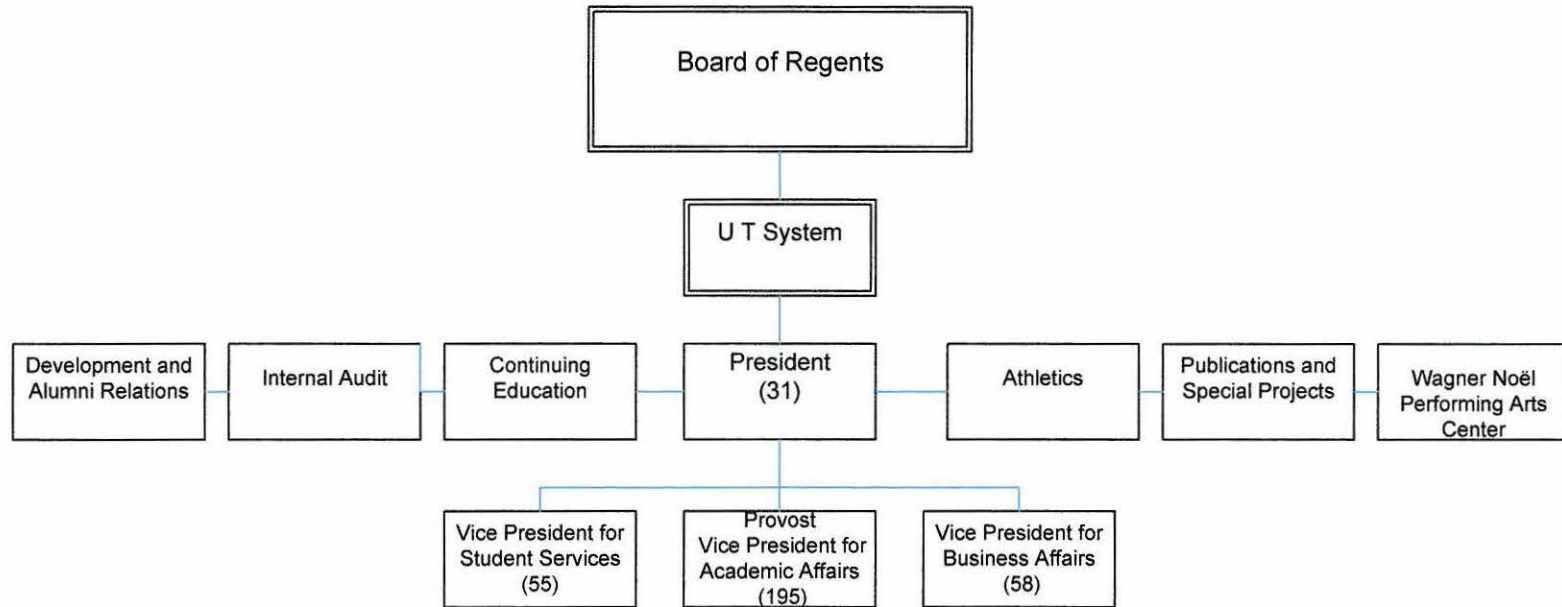 Board of Regents
U T System
Development and
Alumni Relations
Internal Audit
Continuing
Education
President
(31)
Athletics
Publications and
Special Projects
Wagner Noël
Performing Arts
Center
Vice President for
Student Services
(55)
Provost
Vice President for
Academic Affairs
(195)
Vice President for
Business Affairs
(58)